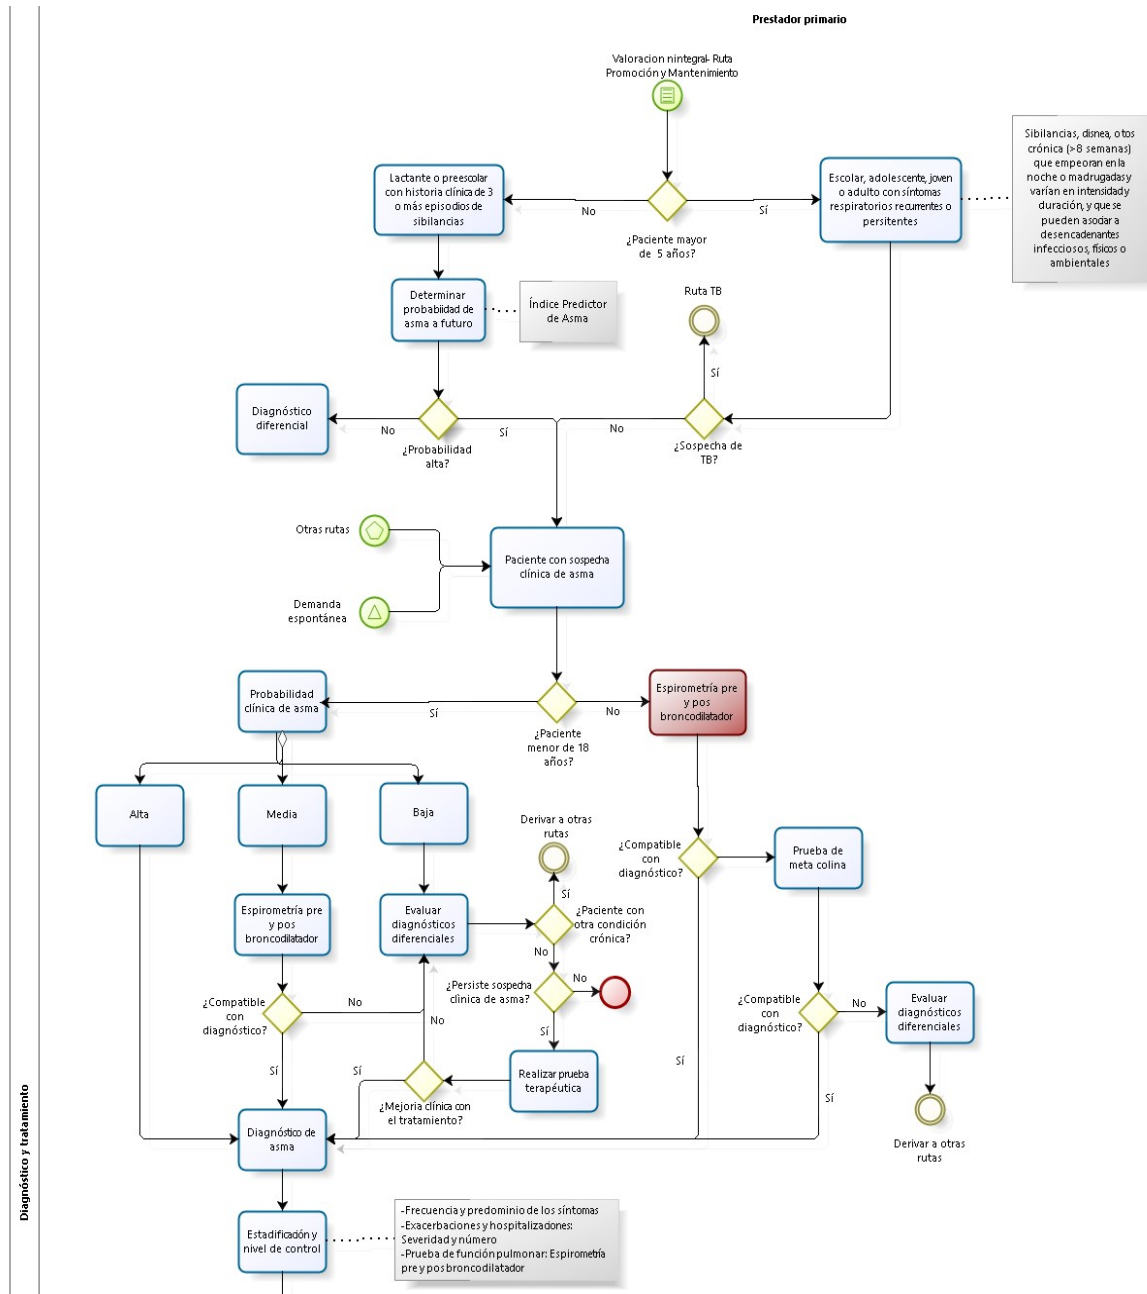 Prestador primario
Valoracion nintegral- Ruta
Promoción y Mantenimiento
Sibilancias, disnea, o tos
crónica (>8 semanas)
que empeoran en la
noche o madrugadas y
varían en intensidad y
duración, y que se
pueden asociar a
desencadenantes
infecciosos, físicos o
ambientales
Lactante o preescolar
con historia clínica de 3
o más episodios de
sibilancias
No
Sí
Escolar, adolescente, joven
o adulto con síntomas
respiratorios recurrentes o
persitentes
¿Paciente mayor
de 5 años?
Determinar
probabiidad de
asma a futuro
Índice Predictor
de Asma
Ruta TB
Sí
Diagnóstico
diferencial
No
¿Probabilidad
alta?
Sí
No
¿Sospecha de
TB?
Otras rutas
Demanda
espontánea
Paciente con sospecha
clínica de asma
Probabilidad
clínica de asma
Sí
¿Paciente
menor de 18
años?
No
Espirometría pre
y pos
broncodilatador
Alta
Media
Baja
Derivar a otras
rutas
Sí
¿Compatible
con
diagnóstico?
Prueba de
meta colina
Espirometría pre
y pos
broncodilatador
Evaluar
diagnósticos
diferenciales
¿Paciente con
otra condición
crónica?
No
¿Persiste sospecha
clìnica de asma?
No
Sí
¿Compatible
con
diagnóstico?
No
Sí
Realizar prueba
terapéutica
No
Sí
¿Mejoria clínica con
el tratamiento?
Sí
¿Compatible
con
diagnóstico?
No
Sí
Evaluar
diagnósticos
diferenciales
Derivar a otras
rutas
Diagnóstico de
asma
Estadificación y
nivel de control
-Frecuencia y predominio de los síntomas
-Exacerbaciones y hospitalizaciones:
Severidad y número
-Prueba de función pulmonar: Espirometría
pre y pos broncodilatador
Diagnóstico y tratamiento